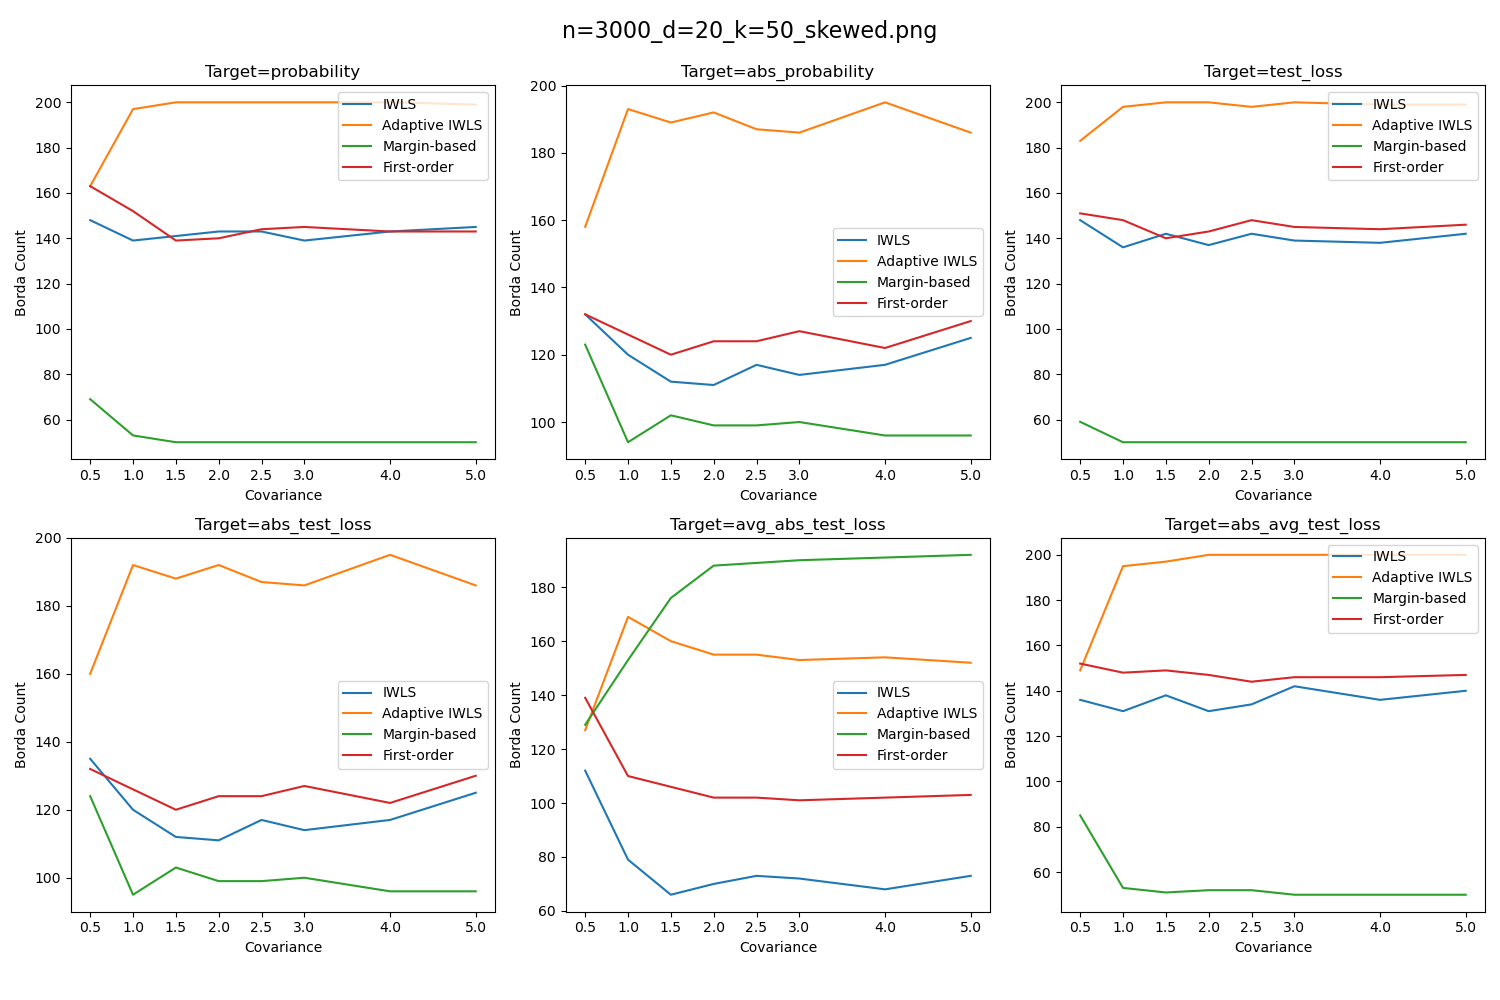 n=3000_d=20_k=50_skewed.png
Target=probability
200
180
160
140
120
100
80
60
Borda Count
0.5 1.0 1.5 2.0 2.5 3.0 4.0 5.0
Covariance
IWLS
Adaptive IWLS
Margin-based
First-order
Target=abs_probability
200
180
160
140
120
100
Borda Count
0.5 1.0 1.5 2.0 2.5 3.0 4.0 5.0
Covariance
IWLS
Adaptive IWLS
Margin-based
First-order
Target=test_loss
200
180
160
140
120
100
80
60
Borda Count
0.5 1.0 1.5 2.0 2.5 3.0 4.0 5.0
Covariance
IWLS
Adaptive IWLS
Margin-based
First-order
Target=abs_test_loss
200
180
160
140
120
100
Borda Count
0.5 1.0 1.5 2.0 2.5 3.0 4.0 5.0
Covariance
IWLS
Adaptive IWLS
Margin-based
First-order
Target=avg_abs_test_loss
180
160
140
120
100
80
60
Borda Count
0.5 1.0 1.5 2.0 2.5 3.0 4.0 5.0
Covariance
IWLS
Adaptive IWLS
Margin-based
First-order
Target=abs_avg_test_loss
200
180
160
140
120
100
80
60
Borda Count
0.5 1.0 1.5 2.0 2.5 3.0 4.0 5.0
Covariance
IWLS
Adaptive IWLS
Margin-based
First-order